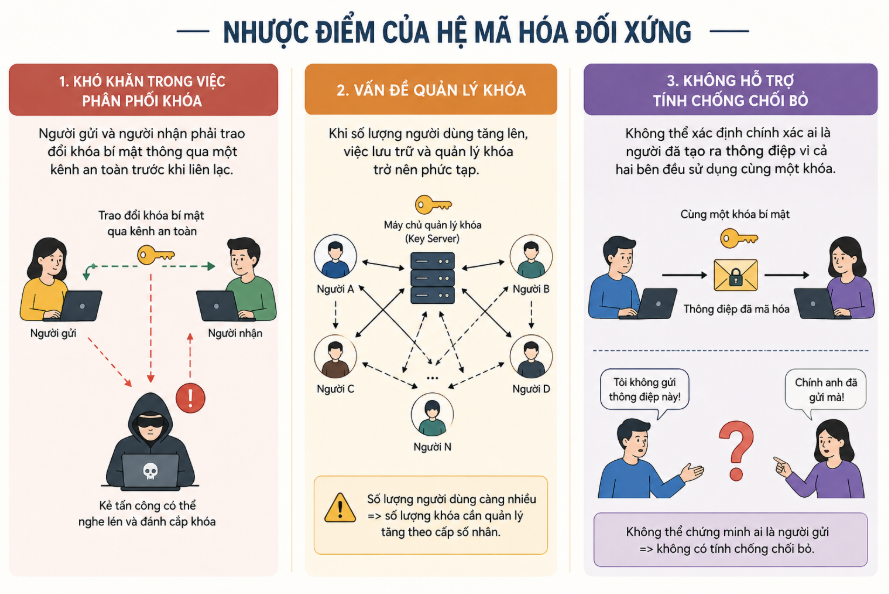 NHƯỢC ĐIỂM CỦA HỆ MÃ HÓA ĐỐI XỨNG
1. KHÓ KHĂN TRONG VIỆC
PHÂN PHỐI KHÓA
Người gửi và người nhận phải trao
đổi khóa bí mật thông qua một
kênh an toàn trước khi liên lạc.
Trao đổi khóa bí mật
qua kênh an toàn
Người gửi
Người nhận
!
Kẻ tấn công có thể
nghe lén và đánh cắp khóa
2. VẤN ĐỀ QUẢN LÝ KHÓA
Khi số lượng người dùng tăng lên,
việc lưu trữ và quản lý khóa
trở nên phức tạp.
Máy chủ quản lý khóa
(Key Server)
Người A
Người B
Người C
...
Người D
Người N
Số lượng người dùng càng nhiều
=> số lượng khóa cần quản lý
tăng theo cấp số nhân.
3. KHÔNG HỖ TRỢ
TÍNH CHỐNG CHỐI BỎ
Không thể xác định chính xác ai là
người đã tạo ra thông điệp vì cả
hai bên đều sử dụng cùng một khóa.
Cùng một khóa bí mật
Thông điệp đã mã hóa
Tôi không gửi
thông điệp này!
Chính anh đã
gửi mà!
?
Không thể chứng minh ai là người gửi
=> không có tính chống chối bỏ.